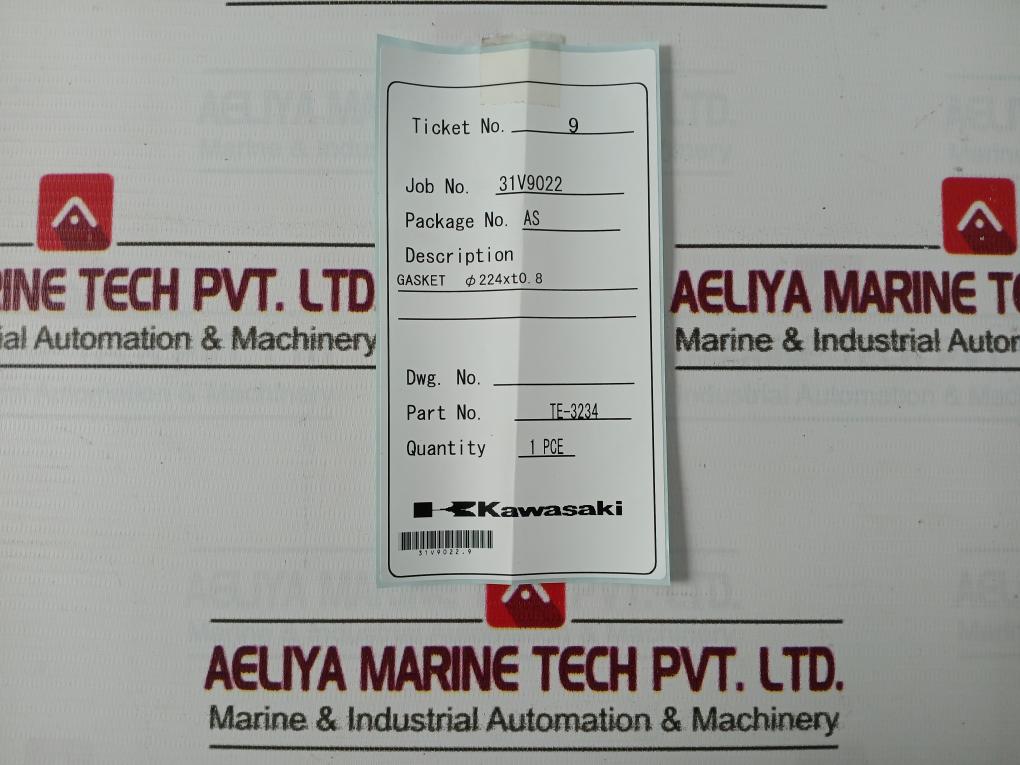 Ticket No. 9
Job No. 31V9022
Package No. AS
Description
GASKET φ224xt0.8
Dwg. No.
Part No. TE-3234
Quantity 1 PCE
Kawasaki
31V9022.9
INE TECH PVT. LTD
ial Automation & Machinery
AELIYA MARINE TE
Marine & Industrial Autor
AELIYA MARINE TECH PVT. LTD.
Marine & Industrial Automation & Machinery